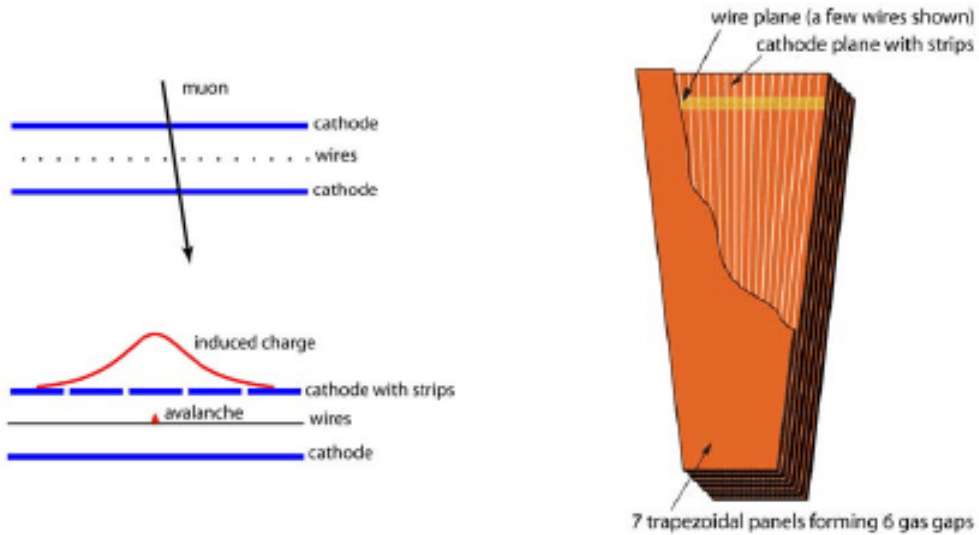 muon
cathode
wires
cathode
induced charge
cathode with strips
avalanche
wires
cathode
wire plane (a few wires shown)
cathode plane with strips
7 trapezoidal panels forming 6 gas gaps